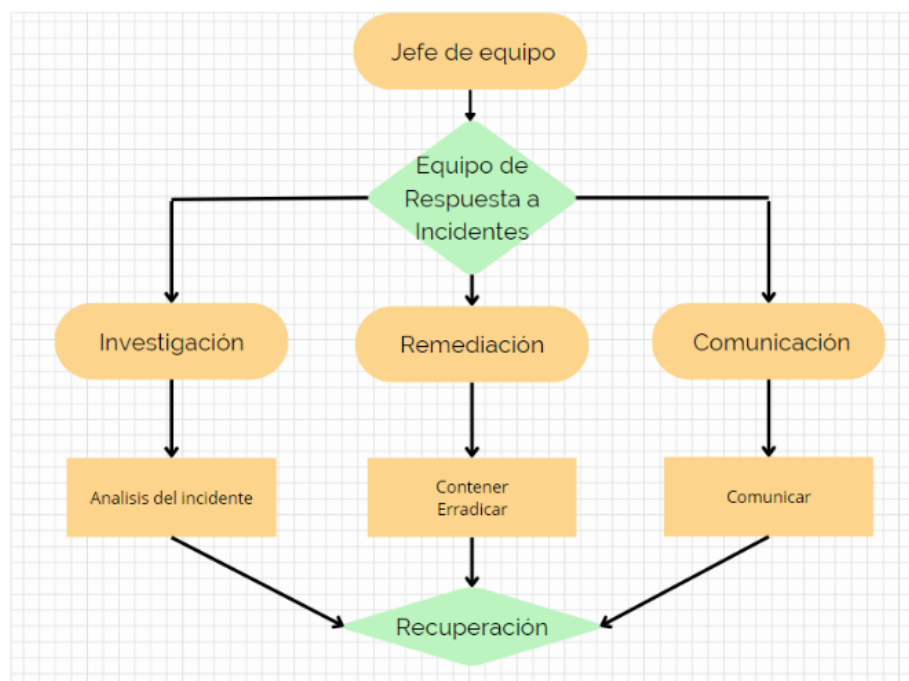 Jefe de equipo
Equipo de
Respuesta a
Incidentes
Investigación
Remediación
Comunicación
Analisis del incidente
Contener
Erradicar
Comunicar
Recuperación